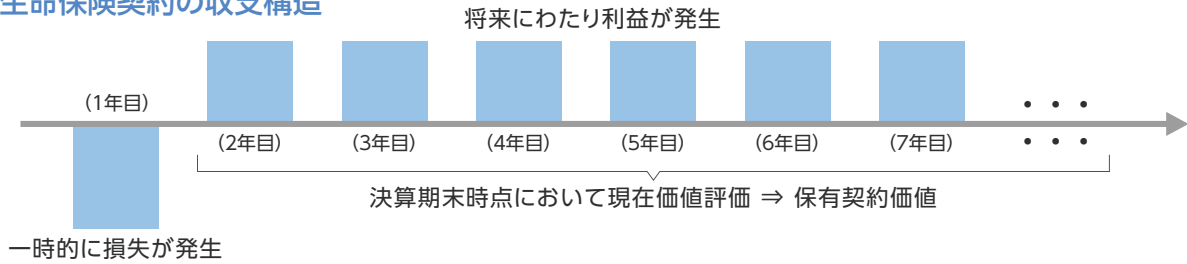 生命保険契約の収支構造
将来にわたり利益が発生
(1年目)
(2年目) (3年目) (4年目) (5年目) (6年目) (7年目) ・・・
・・・
決算期末時点において現在価値評価 ⇒ 保有契約価値
一時的に損失が発生